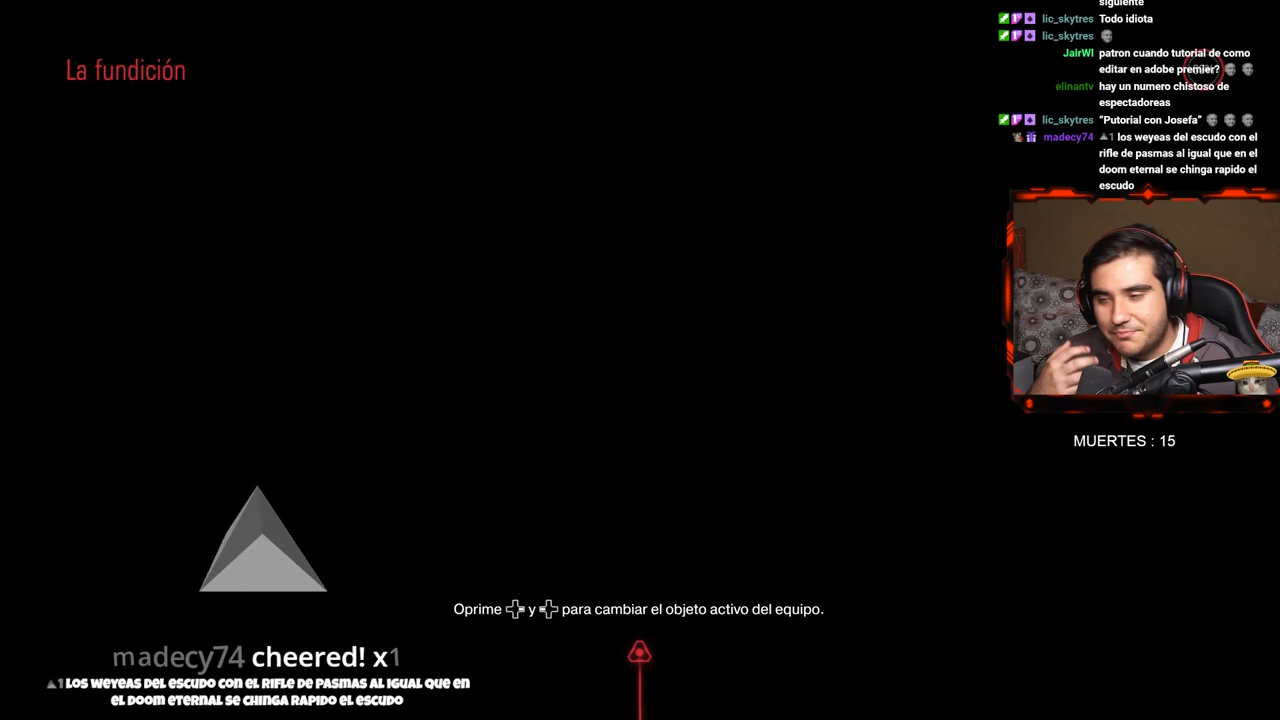 siguiente
lic_skytres Todo idiota
lic_skytres
JairWI patron cuando tutorial de como
editar en adobe premier?
elinantv hay un numero chistoso de
espectadoreas
lic_skytres “Putorial con Josefa”
madecy74 1 los weyeas del escudo con el
rifle de pasmas al igual que en el
doom eternal se chinga rapido el
escudo
La fundición
MUERTES : 15
Oprime y para cambiar el objeto activo del equipo.
madecy74 cheered! x1
1 LOS WEYEAS DEL ESCUDO CON EL RIFLE DE PASMAS AL IGUAL QUE EN
EL DOOM ETERNAL SE CHINGA RAPIDO EL ESCUDO